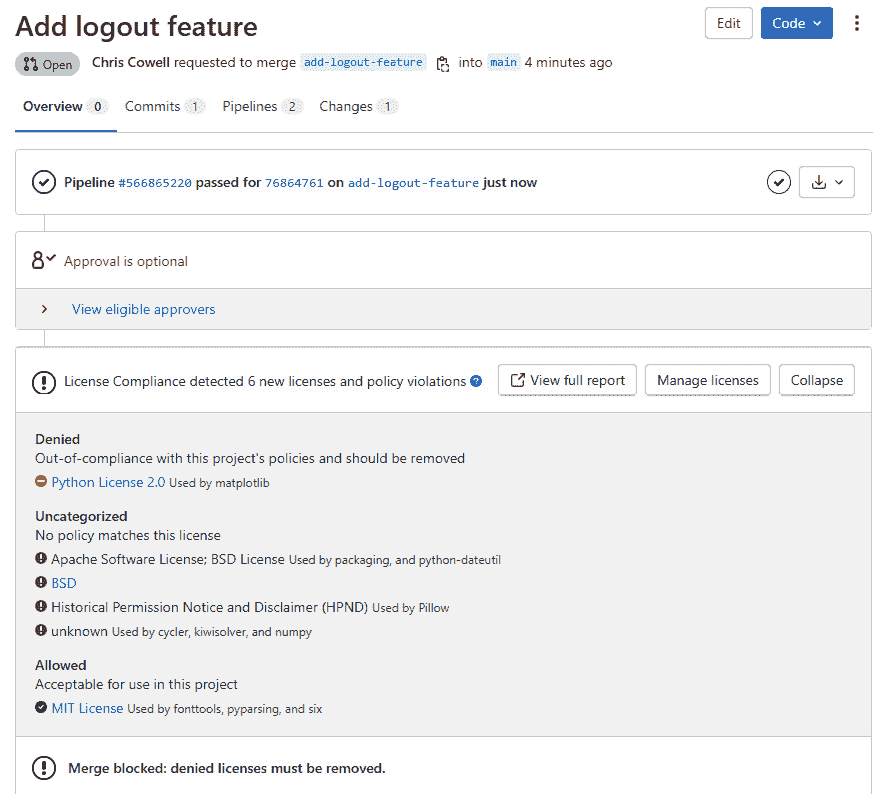 Add logout feature
Edit
Code
Open
Chris Cowell requested to merge add-logout-feature into main 4 minutes ago
Overview 0 Commits 1 Pipelines 2 Changes 1
Pipeline #566865220 passed for 76864761 on add-logout-feature just now
8
Approval is optional
View eligible approvers
License Compliance detected 6 new licenses and policy violations ?
View full report
Manage licenses
Collapse
Denied
Out-of-compliance with this project's policies and should be removed
Python License 2.0 Used by matplotlib
Uncategorized
No policy matches this license
Apache Software License; BSD License Used by packaging, and python-dateutil
BSD
Historical Permission Notice and Disclaimer (HPND) Used by Pillow
unknown Used by cycler, kiwisolver, and numpy
Allowed
Acceptable for use in this project
MIT License Used by fonttools, pyparsing, and six
Merge blocked: denied licenses must be removed.